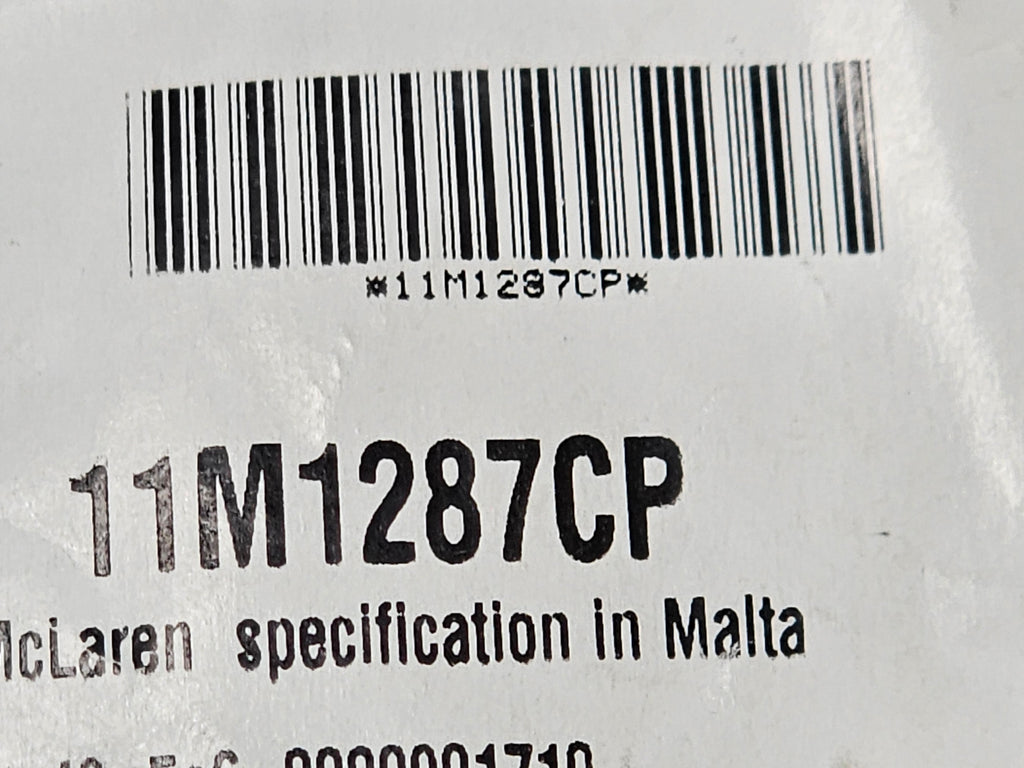 *11M1287CP*
11M1287CP
McLaren specification in Malta